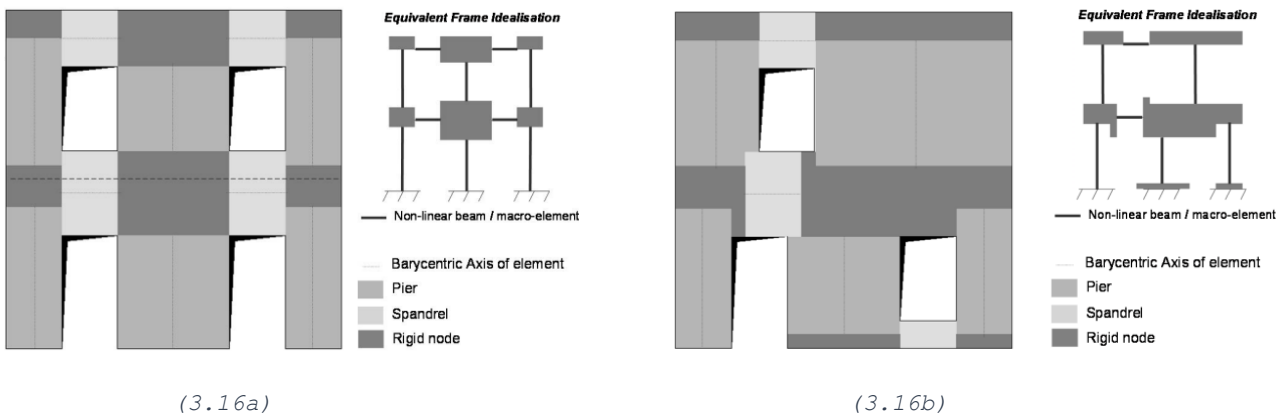 Equivalent Frame Idealisation
Non-linear beam / macro-element
Barycentric Axis of element
Pier
Spandrel
Rigid node
(3.16a)
Equivalent Frame Idealisation
Non-linear beam / macro-element
Barycentric Axis of element
Pier
Spandrel
Rigid node
(3.16b)